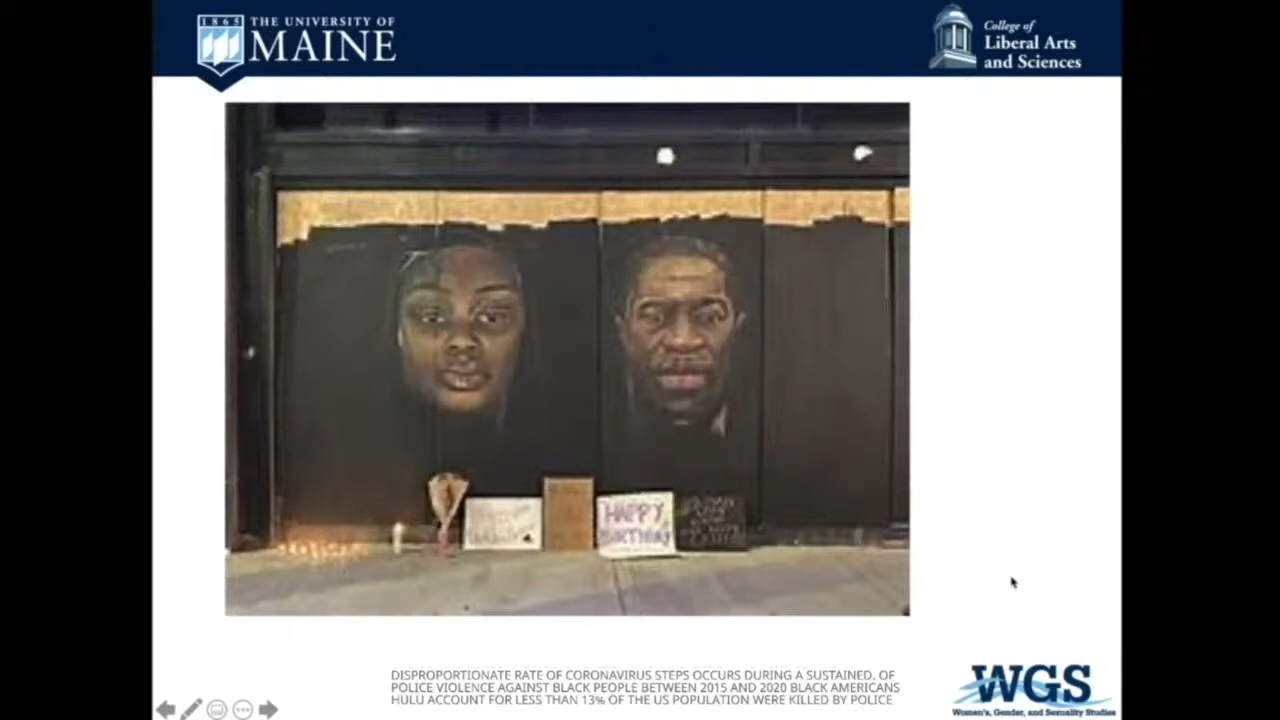 1865
THE UNIVERSITY OF
MAINE
College of
Liberal Arts
and Sciences
HAPPY
BIRTHDAY
DISPROPORTIONATE RATE OF CORONAVIRUS STEPS OCCURS DURING A SUSTAINED. OF
POLICE VIOLENCE AGAINST BLACK PEOPLE BETWEEN 2015 AND 2020 BLACK AMERICANS
HULU ACCOUNT FOR LESS THAN 13% OF THE US POPULATION WERE KILLED BY POLICE
WGS
Women's, Gender, and Sexuality Studies